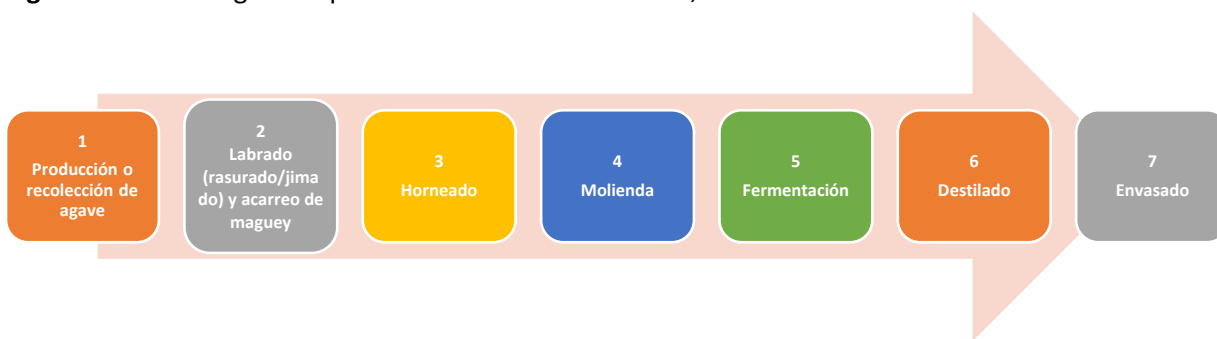 1
Producción o
recolección de
agave
2
Labrado
(rasurado/jima
do) y acarreo de
maguey
3
Horneado
4
Molienda
5
Fermentación
6
Destilado
7
Envasado